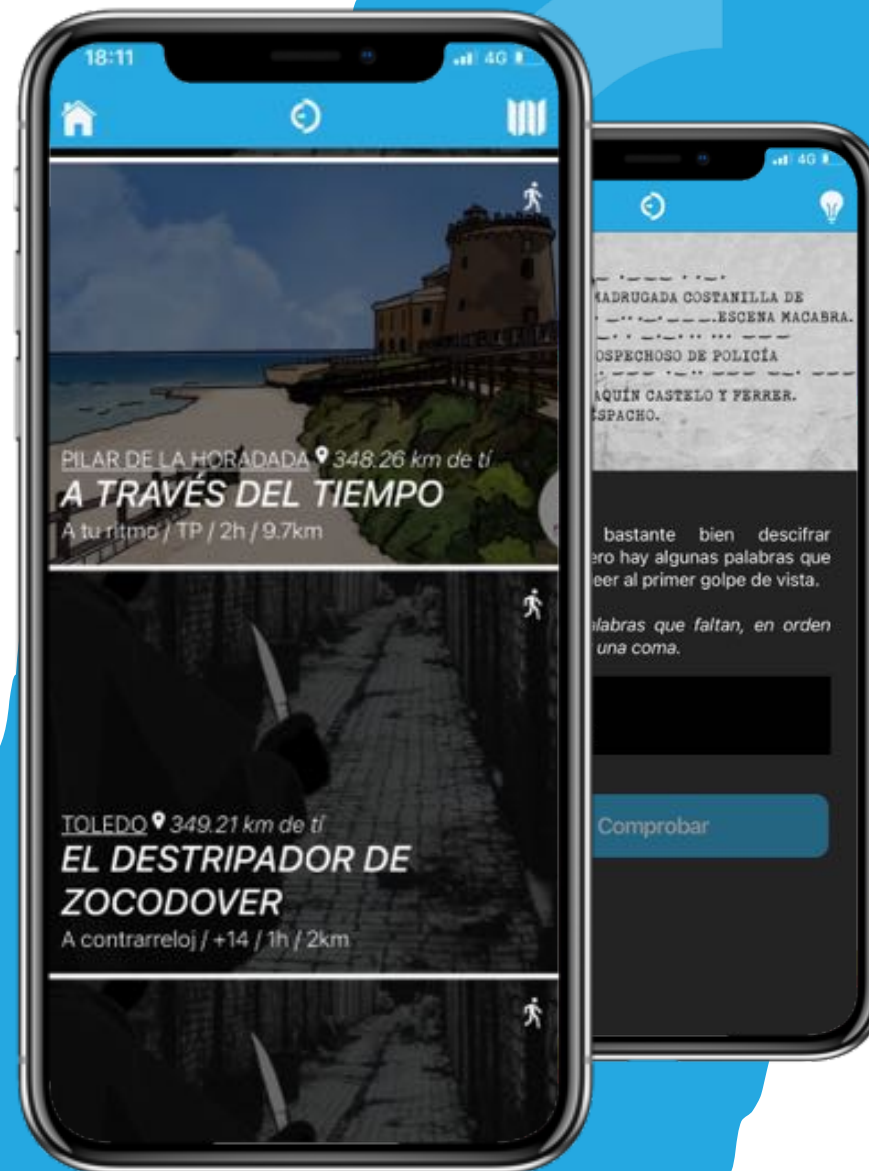 18:11
4G
PILAR DE LA HORADADA 348.26 km de tí
A TRAVÉS DEL TIEMPO
A tu ritmo / TP / 2h / 9.7km
TOLEDO 349.21 km de tí
EL DESTRIPADOR DE
ZOCODOVER
A contrarreloj / +14 / 1h / 2km
4G
MADRUGADA COSTANILLA DE
ESCENA MACABRA.
OSPECHOSO DE POLICÍA
AQUÍN CASTELO Y FERRER.
SPACHO.
bastante bien descifrar
ero hay algunas palabras que
eer al primer golpe de vista.
labras que faltan, en orden
una coma.
Comprobar